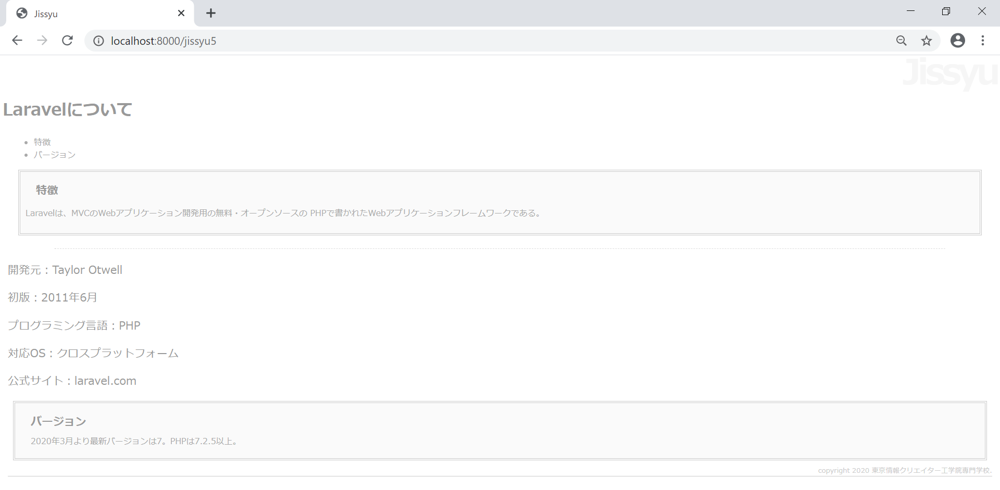 Jissyu
localhost:8000/jissyu5
Jissyu
Laravelについて
特徴
バージョン
特徴
Laravelは、MVCのWebアプリケーション開発用の無料・オープンソースの PHPで書かれたWebアプリケーションフレームワークである。
開発元：Taylor Otwell
初版：2011年6月
プログラミング言語：PHP
対応OS：クロスプラットフォーム
公式サイト：laravel.com
バージョン
2020年3月より最新バージョンは7。PHPは7.2.5以上。
copyright 2020 東京情報クリエイター工学院専門学校.